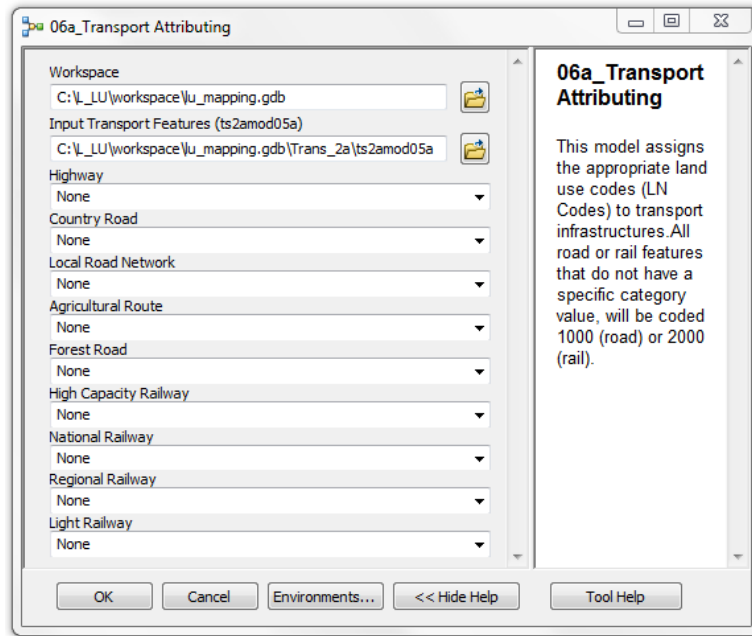 06a_Transport Attributing
Workspace
C:\L_LU\workspace\lu_mapping.gdb
Input Transport Features (ts2amod05a)
C:\L_LU\workspace\lu_mapping.gdb\Trans_2a\ts2amod05a
Highway
None
Country Road
None
Local Road Network
None
Agricultural Route
None
Forest Road
None
High Capacity Railway
None
National Railway
None
Regional Railway
None
Light Railway
None
06a_Transport
Attributing
This model assigns
the appropriate land
use codes (LN
Codes) to transport
infrastructures.All
road or rail features
that do not have a
specific category
value, will be coded
1000 (road) or 2000
(rail).
OK
Cancel
Environments...
<< Hide Help
Tool Help